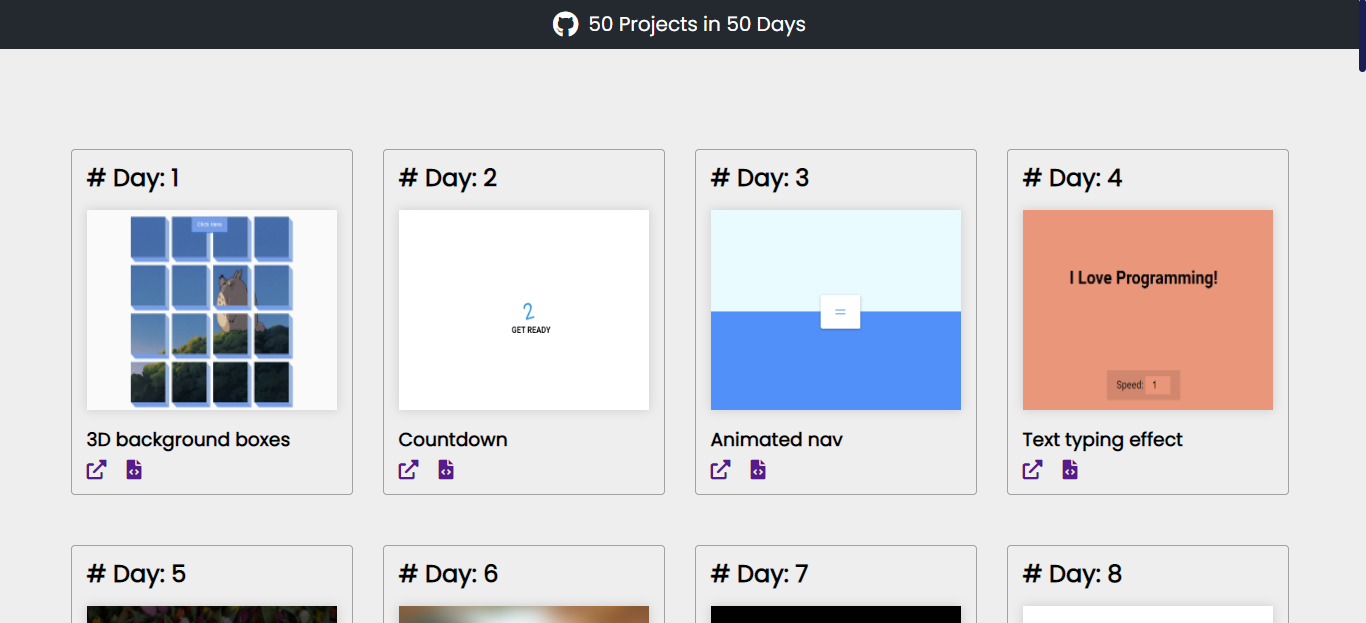 50 Projects in 50 Days
# Day: 1
# Day: 2
# Day: 3
# Day: 4
Click Here
2
GET READY
I Love Programming!
Speed: 1
3D background boxes
Countdown
Animated nav
Text typing effect
# Day: 5
# Day: 6
# Day: 7
# Day: 8